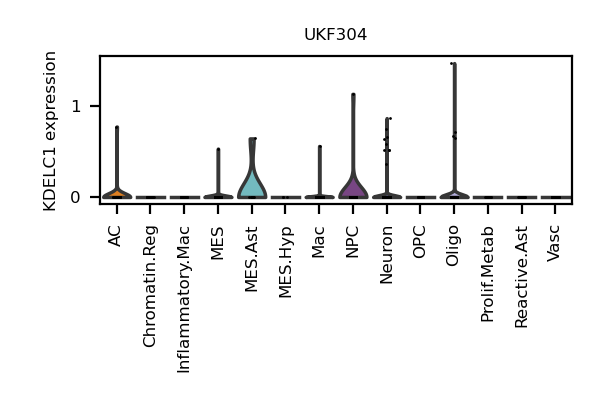 UKF304
KDELC1 expression
1
0
AC
Chromatin.Reg
Inflammatory.Mac
MES
MES.Ast
MES.Hyp
Mac
NPC
Neuron
OPC
Oligo
Prolif.Metab
Reactive.Ast
Vasc